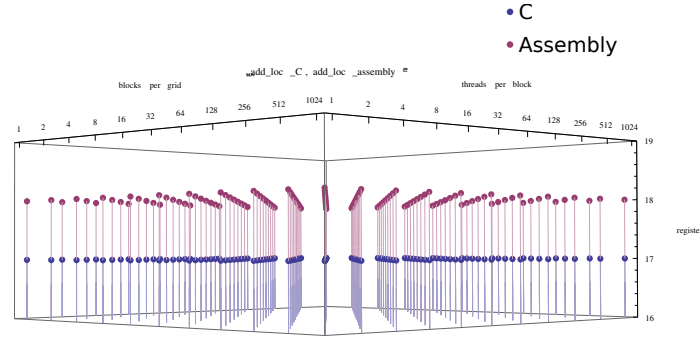 C
Assembly
add_loc _C , add_loc _assembly
blocks per grid
threads per block
1 2 4 8 16 32 64 128 256 512 1024
1 2 4 8 16 32 64 128 256 512 1024
19
18
registe
17
16